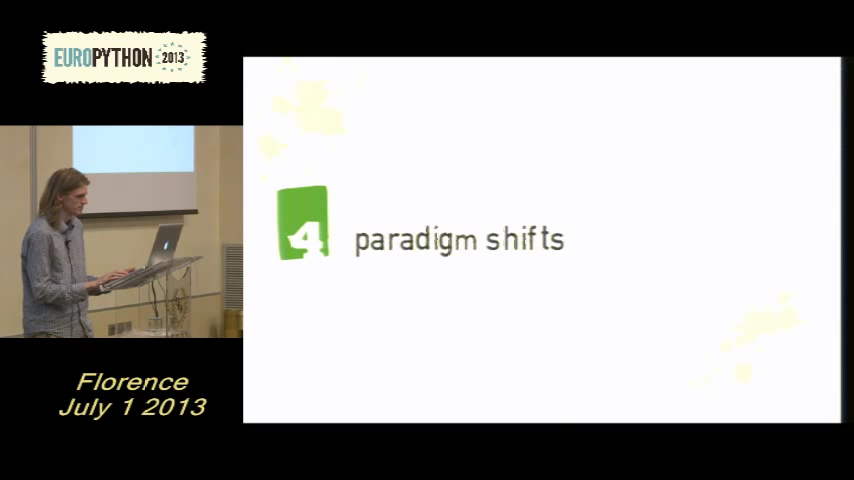 EUROPYTHON 2013
4 paradigm shifts
Florence
July 1 2013